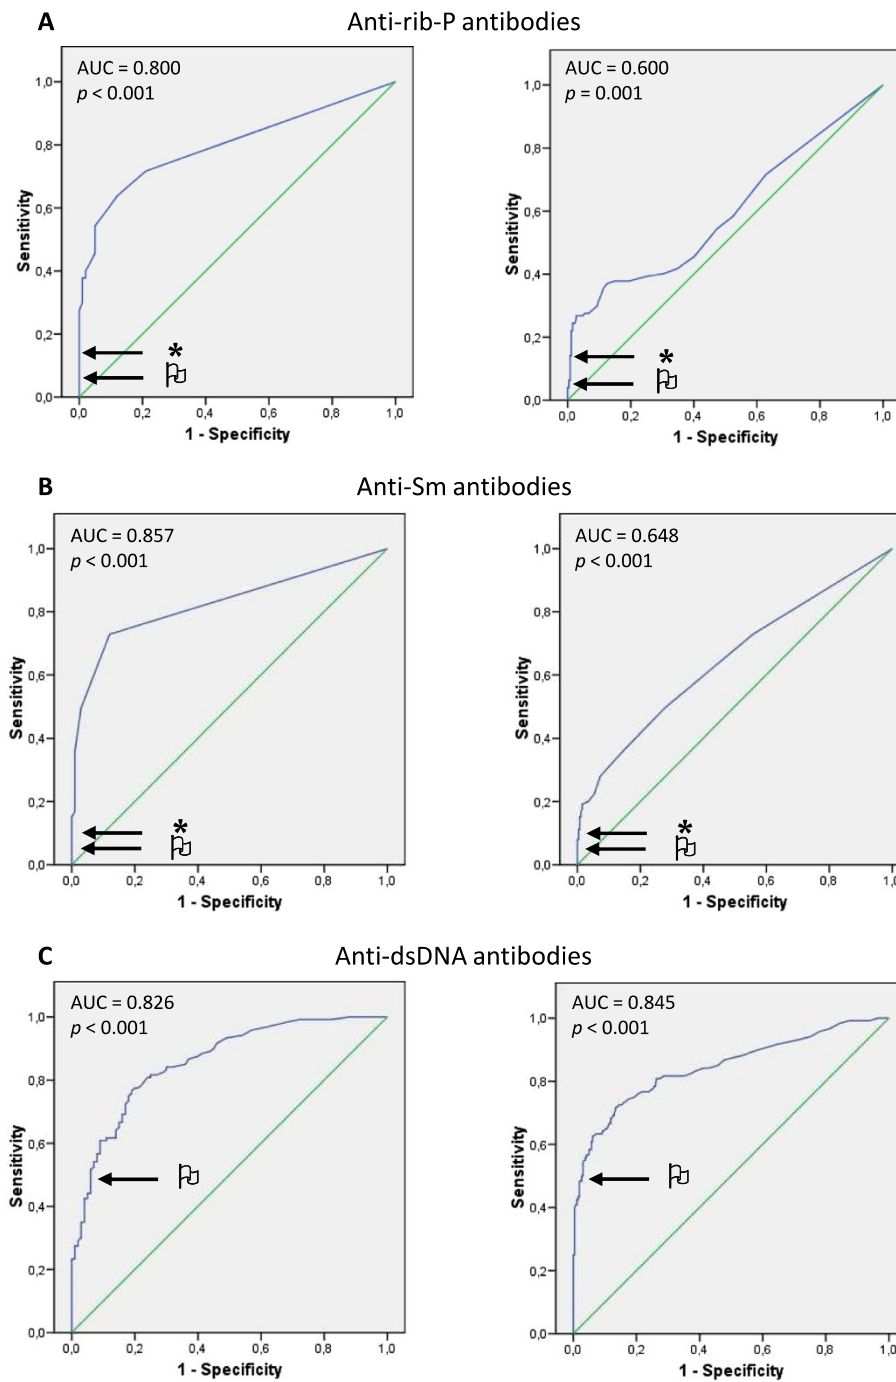 A Anti-rib-P antibodies
AUC = 0.800
p < 0.001
1,0
0,8
0,6
0,4
0,2
0,0
Sensitivity
*
0,0 0,2 0,4 0,6 0,8 1,0
1 - Specificity
AUC = 0.600
p = 0.001
1,0
0,8
0,6
0,4
0,2
0,0
Sensitivity
*
0,0 0,2 0,4 0,6 0,8 1,0
1 - Specificity
B Anti-Sm antibodies
AUC = 0.857
p < 0.001
1,0
0,8
0,6
0,4
0,2
0,0
Sensitivity
*
0,0 0,2 0,4 0,6 0,8 1,0
1 - Specificity
AUC = 0.648
p < 0.001
1,0
0,8
0,6
0,4
0,2
0,0
Sensitivity
*
0,0 0,2 0,4 0,6 0,8 1,0
1 - Specificity
C Anti-dsDNA antibodies
AUC = 0.826
p < 0.001
1,0
0,8
0,6
0,4
0,2
0,0
Sensitivity
0,0 0,2 0,4 0,6 0,8 1,0
1 - Specificity
AUC = 0.845
p < 0.001
1,0
0,8
0,6
0,4
0,2
0,0
Sensitivity
0,0 0,2 0,4 0,6 0,8 1,0
1 - Specificity